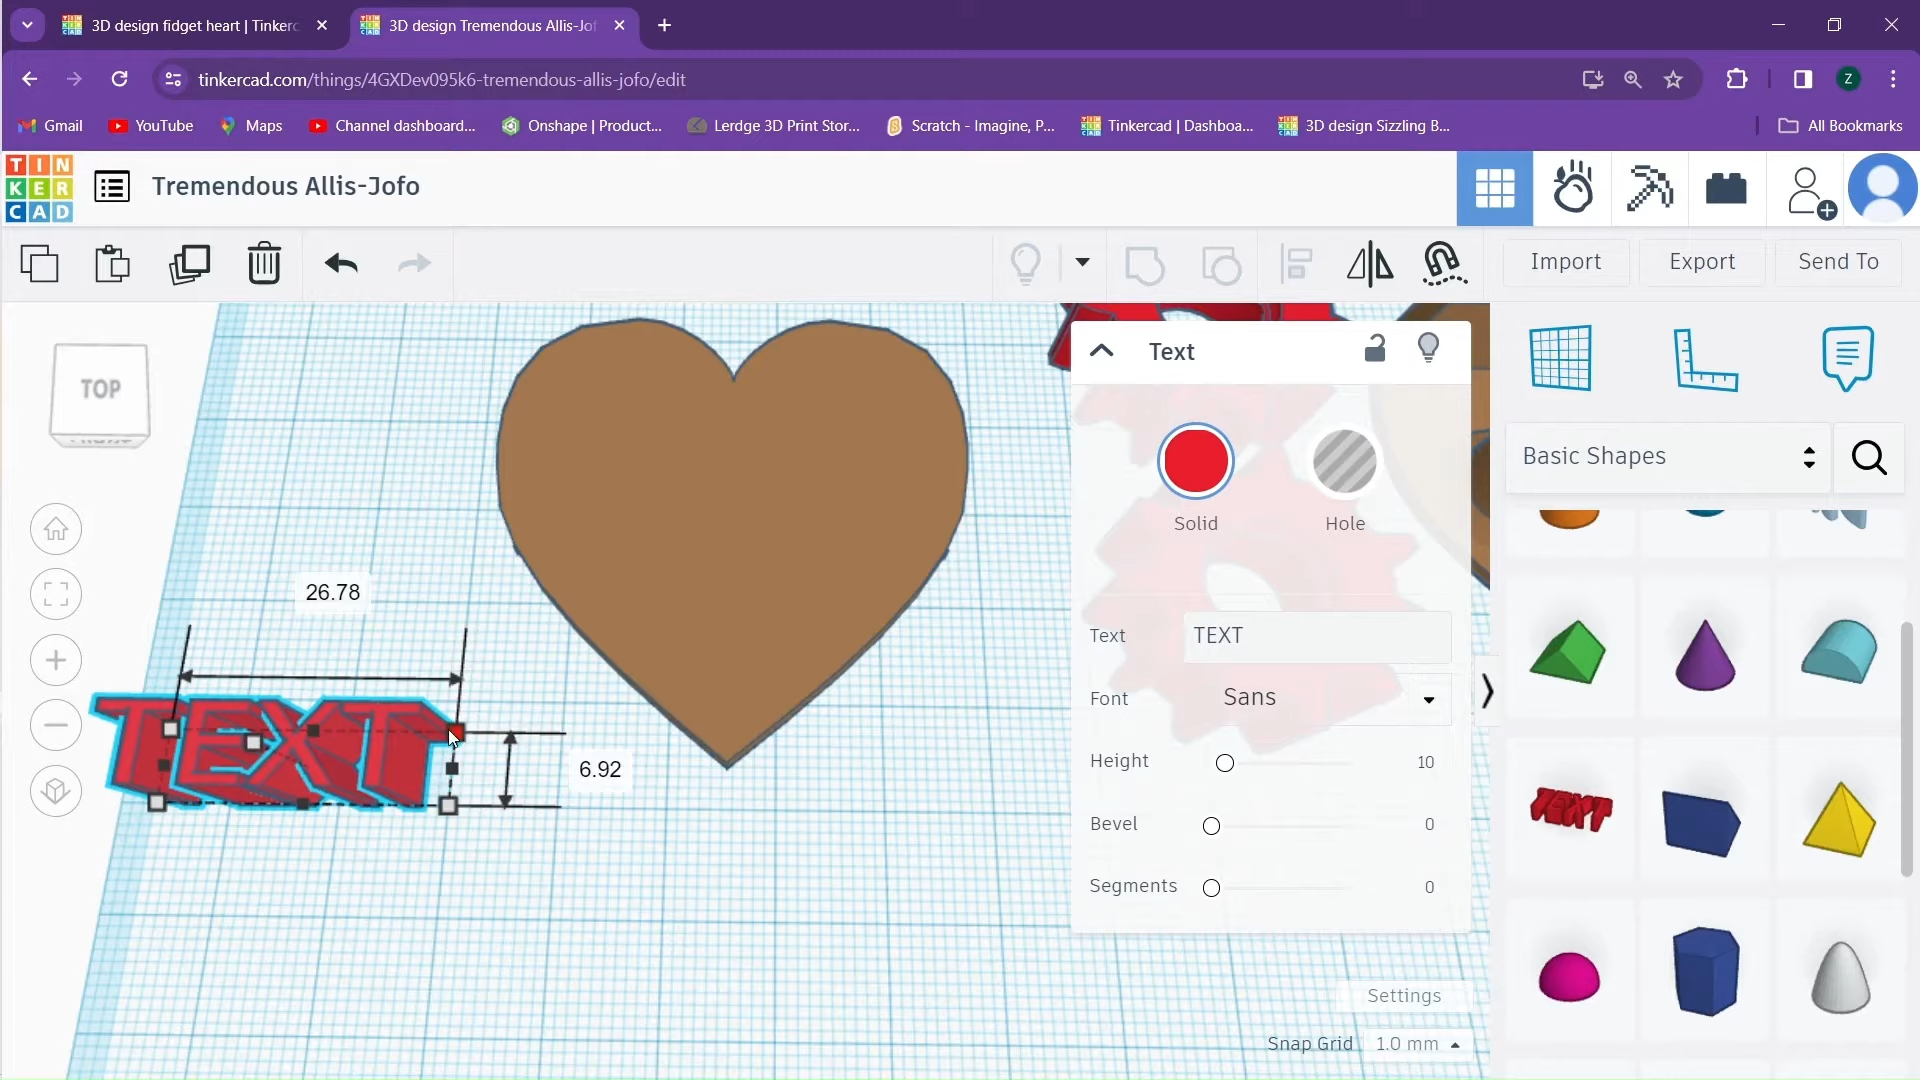 3D design fidget heart | Tinkerc
3D design Tremendous Allis-Jof
tinkercad.com/things/4GXDev095k6-tremendous-allis-jofo/edit
Z
Gmail
YouTube
Maps
Channel dashboard...
Onshape | Product...
Lerdge 3D Print Stor...
Scratch - Imagine, P...
Tinkercad | Dashboa...
3D design Sizzling B...
All Bookmarks
TIN
KER
CAD
Tremendous Allis-Jofo
Import
Export
Send To
TOP
Text
Solid
Hole
Basic Shapes
26.78
Text
TEXT
Font
Sans
TEXT
6.92
Height
10
Bevel
0
Segments
0
TEXT
Settings
Snap Grid
1.0 mm